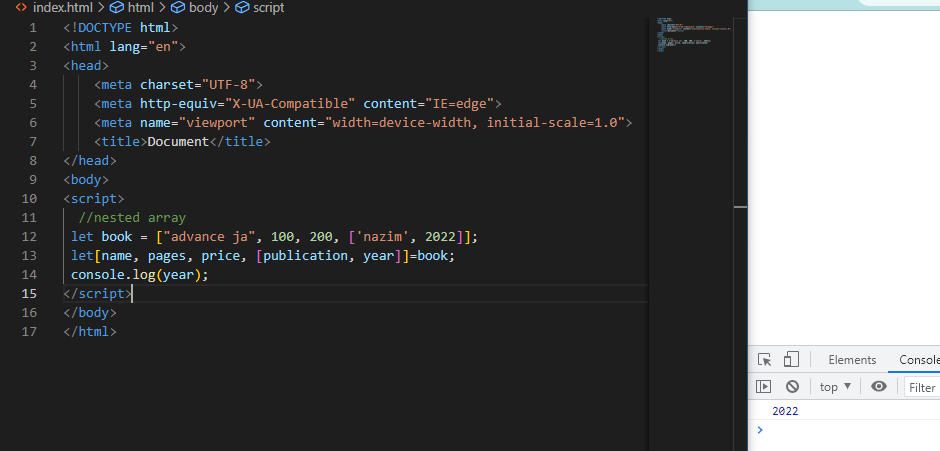 <> index.html > html > body > script
1 <!DOCTYPE html>
2 <html lang="en">
3 <head>
4 <meta charset="UTF-8">
5 <meta http-equiv="X-UA-Compatible" content="IE=edge">
6 <meta name="viewport" content="width=device-width, initial-scale=1.0">
7 <title>Document</title>
8 </head>
9 <body>
10 <script>
11 //nested array
12 let book = ["advance ja", 100, 200, ['nazim', 2022]];
13 let[name, pages, price, [publication, year]]=book;
14 console.log(year);
15 </script>
16 </body>
17 </html>
Elements Console
top ▼ Filter
2022
>